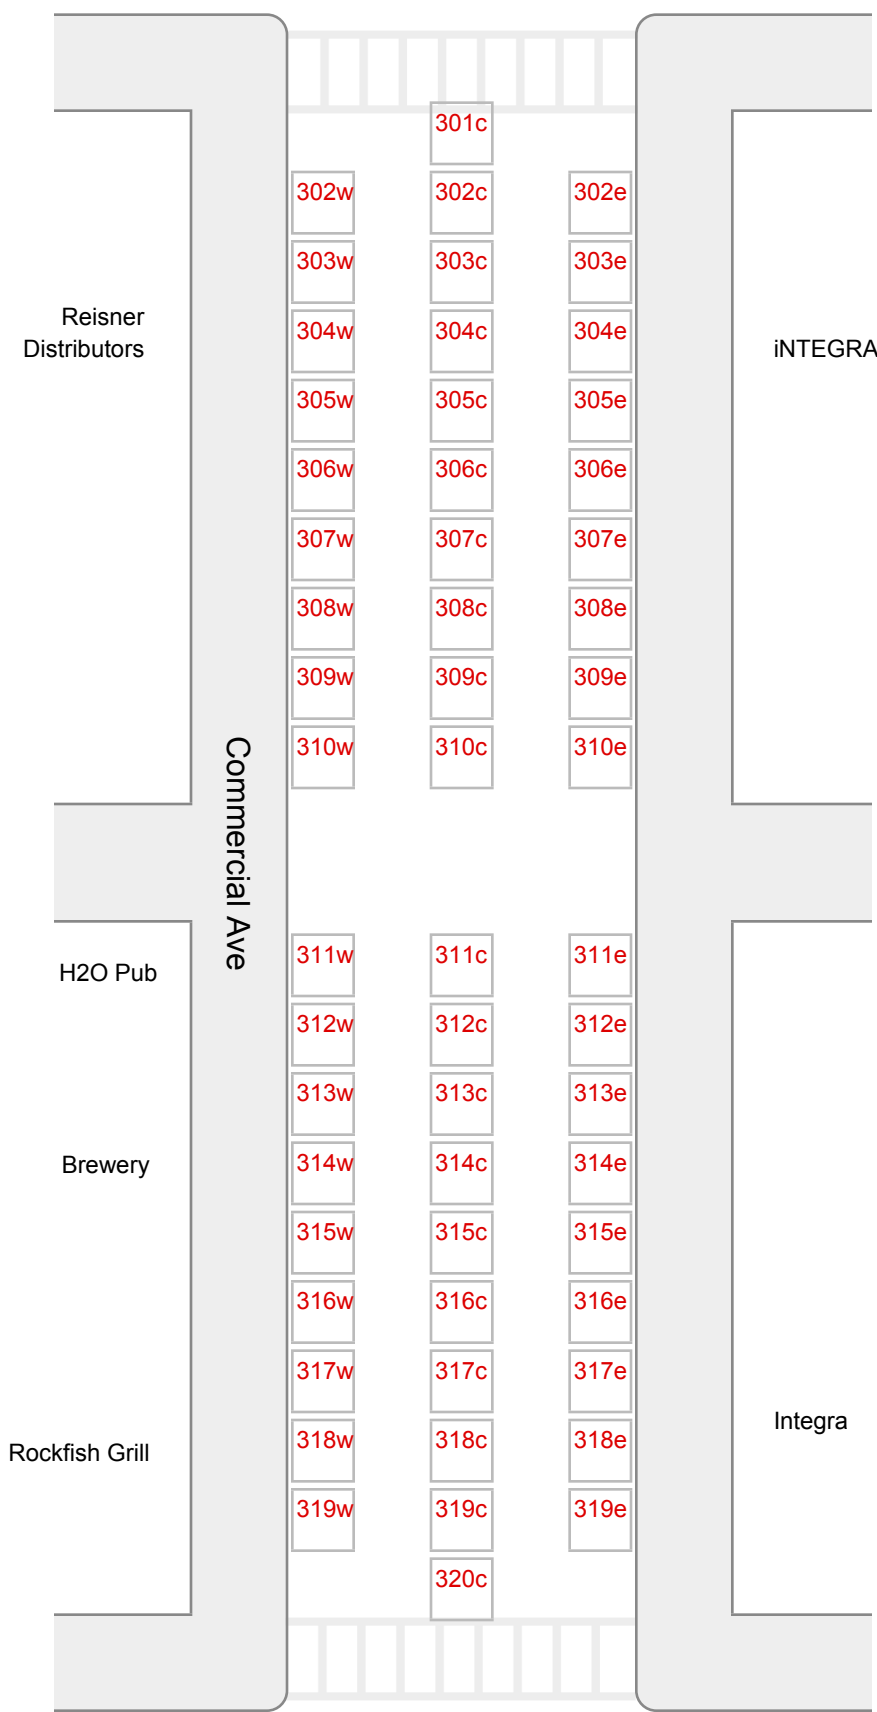 301c
302w 302c 302e
303w 303c 303e
Reisner
Distributors
304w 304c 304e
iNTEGRA
305w 305c 305e
306w 306c 306e
307w 307c 307e
308w 308c 308e
309w 309c 309e
310w 310c 310e
Commercial Ave
H2O Pub
311w 311c 311e
312w 312c 312e
313w 313c 313e
Brewery
314w 314c 314e
315w 315c 315e
316w 316c 316e
317w 317c 317e
Integra
Rockfish Grill
318w 318c 318e
319w 319c 319e
320c